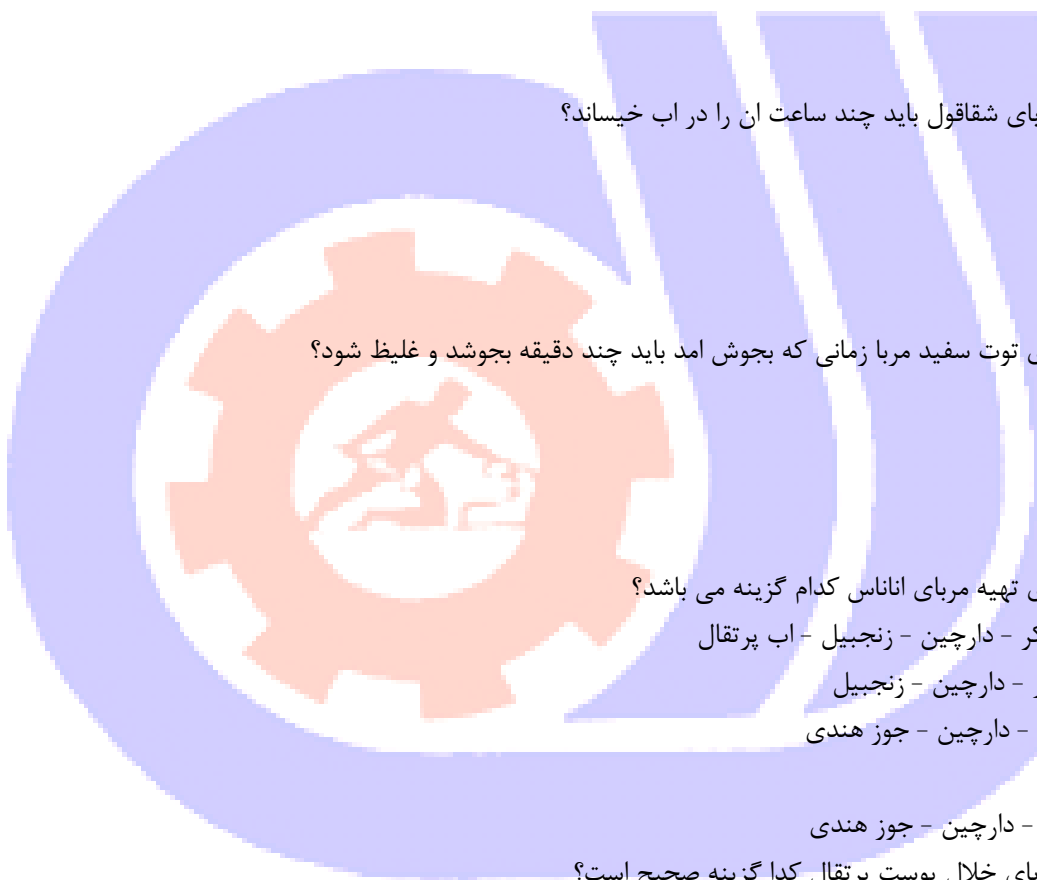 بای شقاقول باید چند ساعت ان را در اب خیساند؟
توت سفید مربا زمانی که بجوش امد باید چند دقیقه بجوشد و غلیظ شود؟
تهیه مربای اناناس کدام گزینه می باشد؟
کر - دارچین - زنجبیل - اب پرتقال
- دارچین - زنجبیل
- دارچین - جوز هندی
- دارچین - جوز هندی
بای خلال پوست پرتقال کدا گزینه صحیح است؟